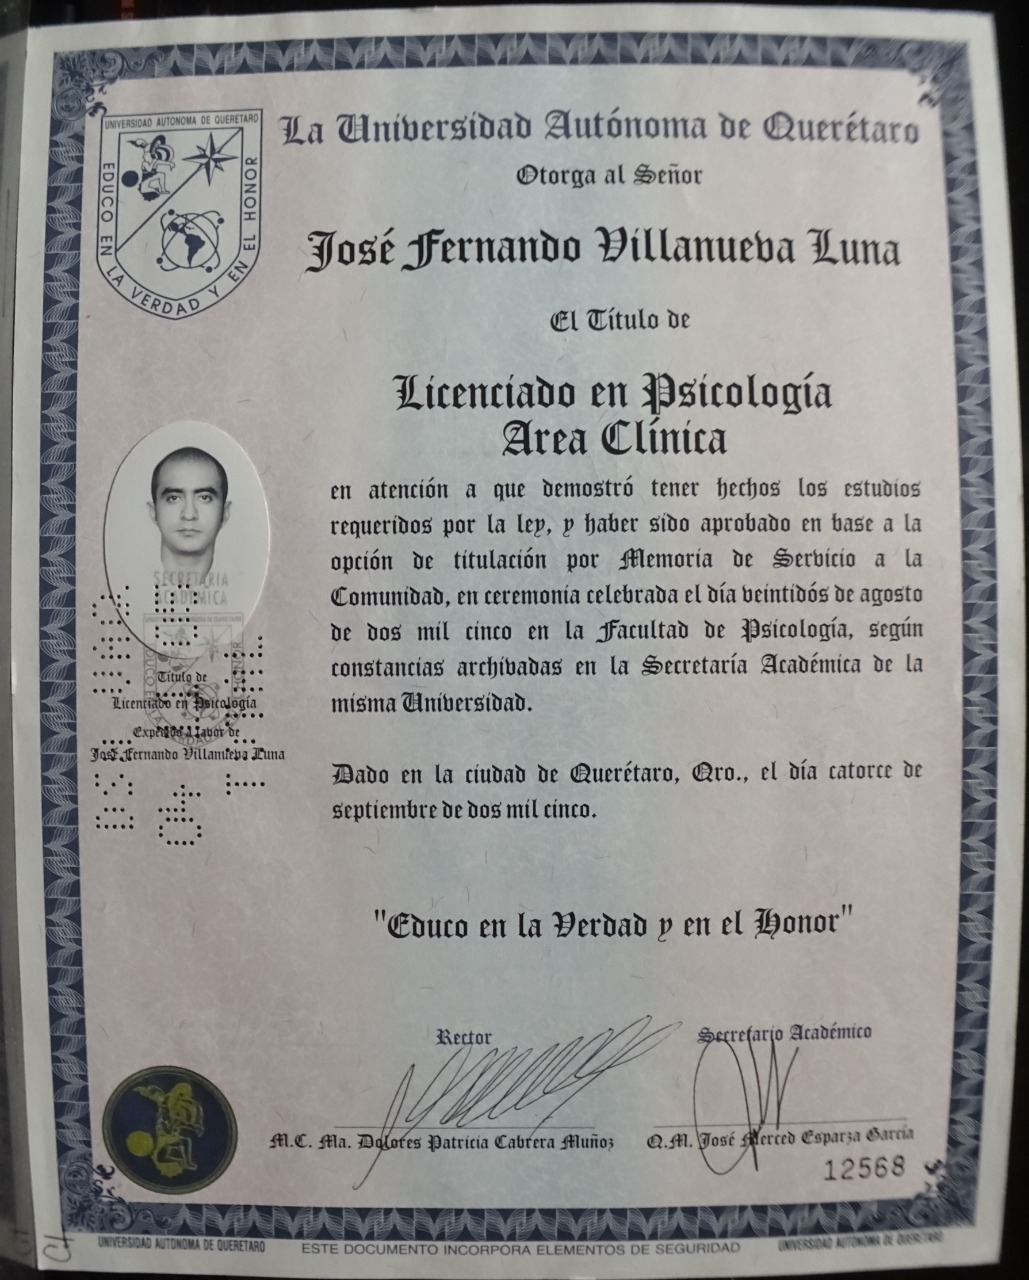 UNIVERSIDAD AUTONOMA DE QUERETARO
EDUCO EN LA VERDAD Y EN EL HONOR
La Universidad Autónoma de Querétaro
Otorga al Señor
José Fernando Villanueva Luna
El Título de
Licenciado en Psicología
Area Clínica
en atención a que demostró tener hechos los estudios
requeridos por la ley, y haber sido aprobado en base a la
opción de titulación por Memoria de Servicio a la
Comunidad, en ceremonia celebrada el día veintidós de agosto
de dos mil cinco en la Facultad de Psicología, según
constancias archivadas en la Secretaría Académica de la
misma Universidad.
SECRETARIA
ACADEMICA
Título de
Licenciado en Psicología
Expedido a favor de
José Fernando Villanueva Luna
Dado en la ciudad de Querétaro, Qro., el día catorce de
septiembre de dos mil cinco.
"Educo en la Verdad y en el Honor"
Rector
Secretario Académico
M.C. Ma. Dolores Patricia Cabrera Muñoz
Q.M. José Merced Esparza García
12568
UNIVERSIDAD AUTONOMA DE QUERETARO
ESTE DOCUMENTO INCORPORA ELEMENTOS DE SEGURIDAD
UNIVERSIDAD AUTONOMA DE QUERETARO